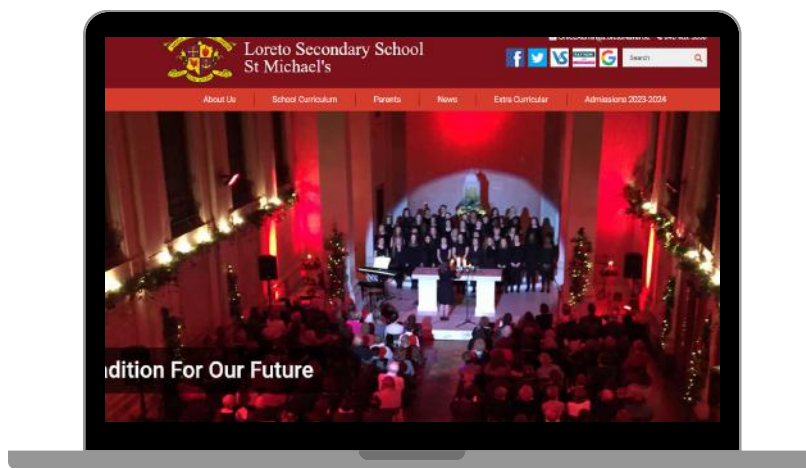 Loreto Secondary School
St Michael's
Search
About Us
School Curriculum
Parents
News
Extra Curricular
Admissions 2023-2024
adition For Our Future